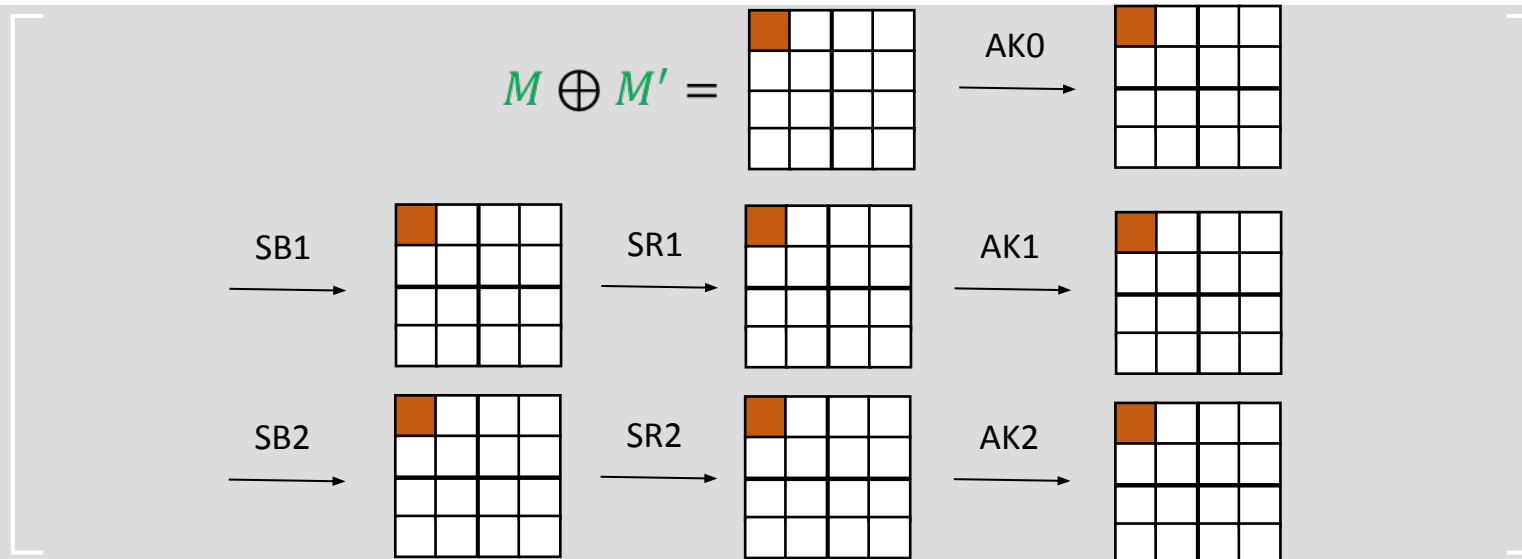 M ⊕ M′ =
AK0
SB1
SR1
AK1
SB2
SR2
AK2